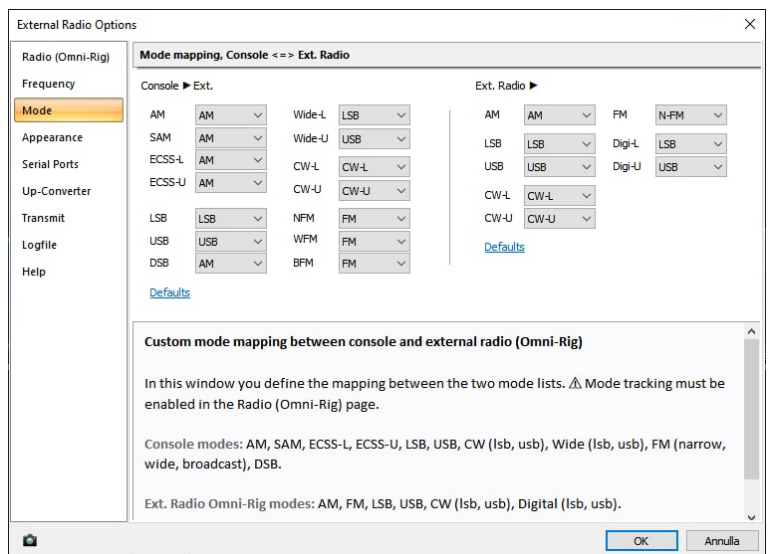 External Radio Options
Radio (Omni-Rig)
Frequency
Mode
Appearance
Serial Ports
Up-Converter
Transmit
Logfile
Help
Mode mapping, Console <=> Ext. Radio
Console ► Ext.
AM AM Wide-L LSB
SAM AM Wide-U USB
ECSS-L AM CW-L CW-L
ECSS-U AM CW-U CW-U
LSB LSB NFM FM
USB USB WFM FM
DSB AM BFM FM
Defaults
Ext. Radio ►
AM AM FM N-FM
LSB LSB Digi-L LSB
USB USB Digi-U USB
CW-L CW-L
CW-U CW-U
Defaults
Custom mode mapping between console and external radio (Omni-Rig)
In this window you define the mapping between the two mode lists. ⚠ Mode tracking must be
enabled in the Radio (Omni-Rig) page.
Console modes: AM, SAM, ECSS-L, ECSS-U, LSB, USB, CW (lsb, usb), Wide (lsb, usb), FM (narrow,
wide, broadcast), DSB.
Ext. Radio Omni-Rig modes: AM, FM, LSB, USB, CW (lsb, usb), Digital (lsb, usb).
OK Annulla